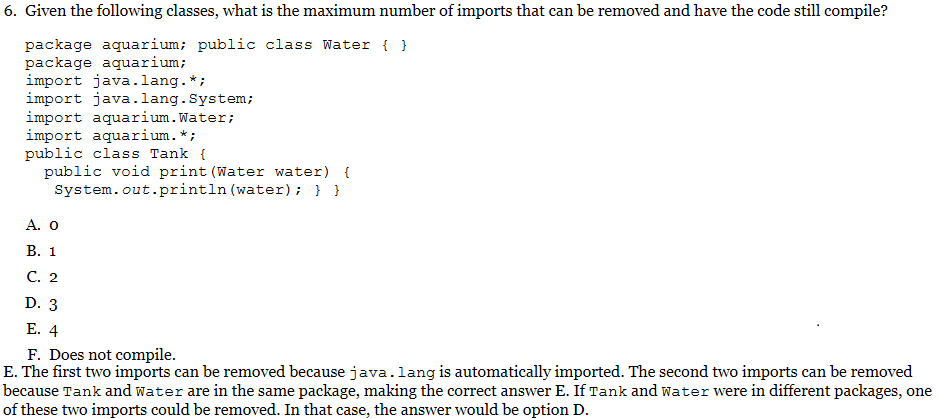 6. Given the following classes, what is the maximum number of imports that can be removed and have the code still compile?
package aquarium; public class Water { }
package aquarium;
import java.lang.*;
import java.lang.System;
import aquarium.Water;
import aquarium.*;
public class Tank {
public void print(Water water) {
System.out.println(water); } }
A. 0
B. 1
C. 2
D. 3
E. 4
F. Does not compile.
E. The first two imports can be removed because java.lang is automatically imported. The second two imports can be removed
because Tank and Water are in the same package, making the correct answer E. If Tank and Water were in different packages, one
of these two imports could be removed. In that case, the answer would be option D.